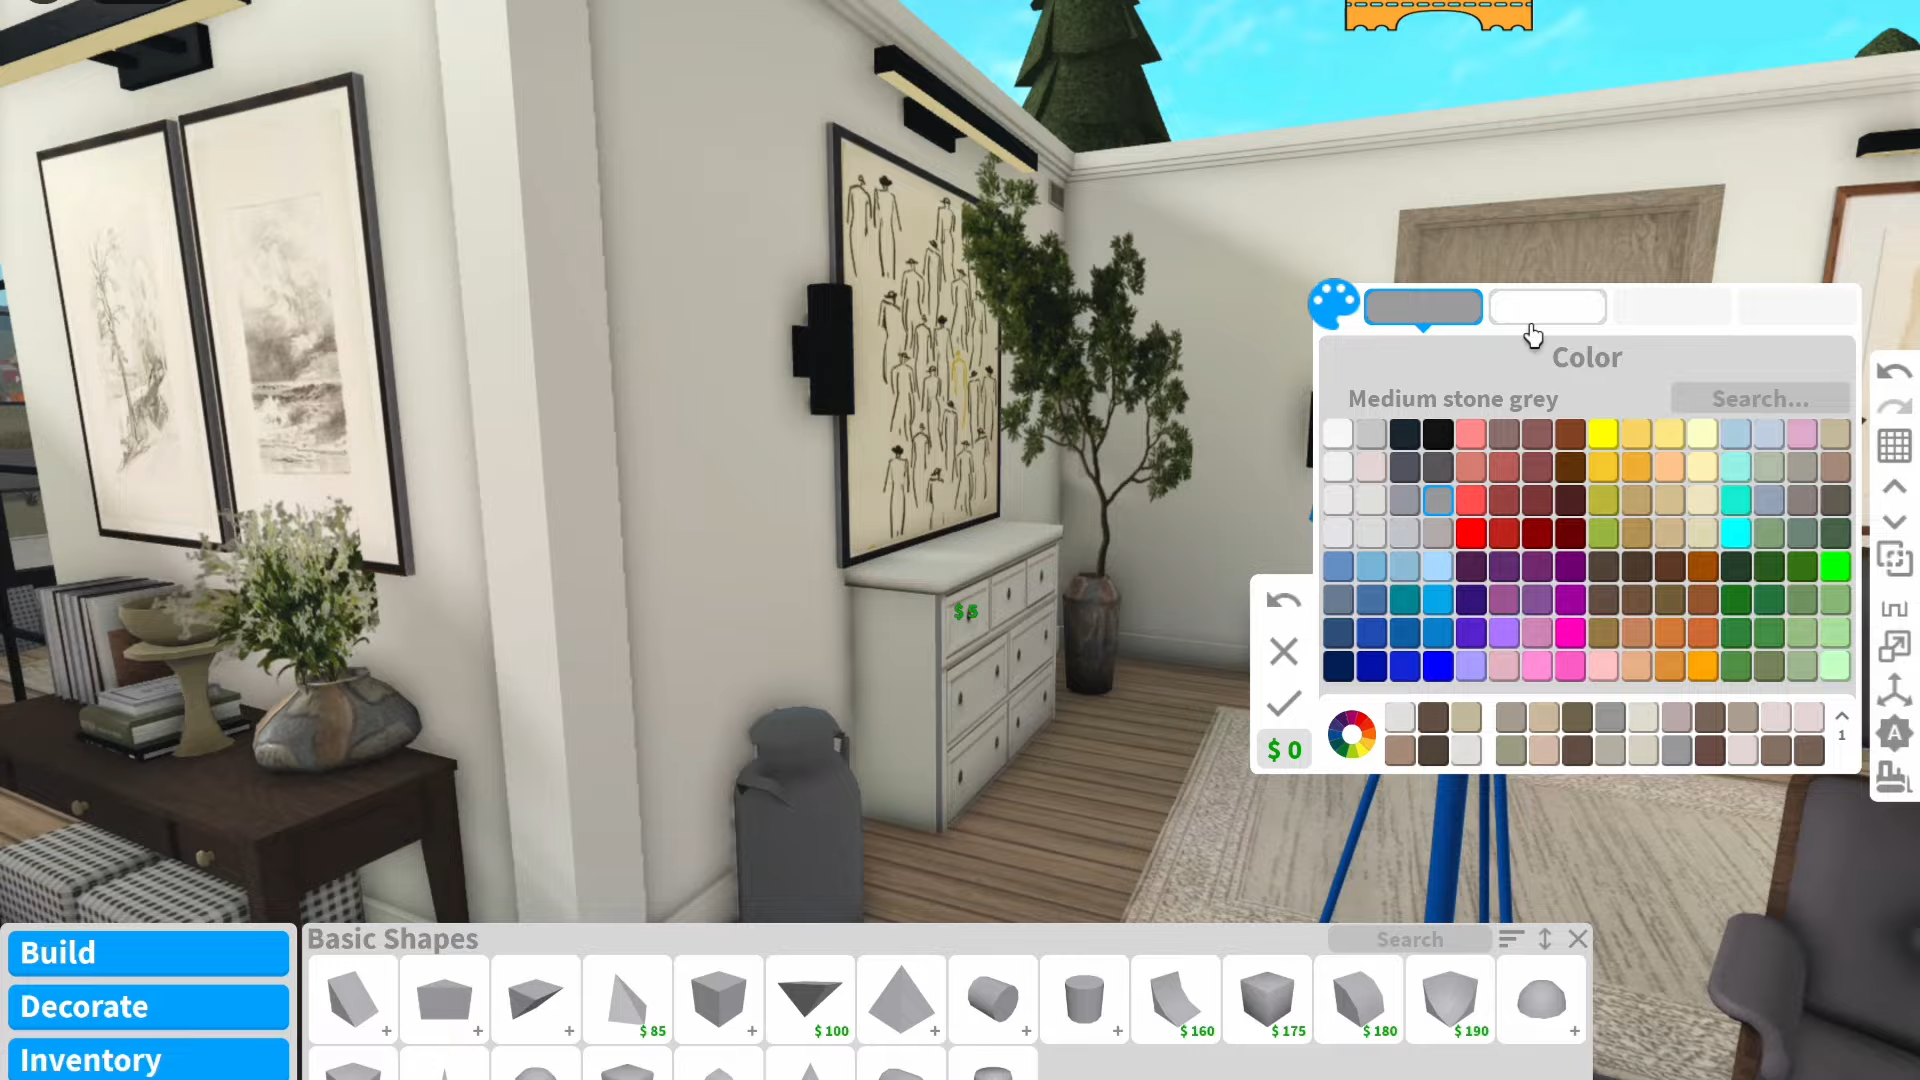 Color
Medium stone grey
Search...
$ 5
1
$ 0
A
Build
Decorate
Inventory
Basic Shapes
Search
$ 85
$ 100
$ 160
$ 175
$ 180
$ 190